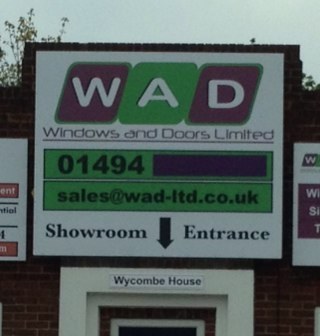 WAD
Windows and Doors Limited
01494
sales@wad-ltd.co.uk
Showroom Entrance
Wycombe House